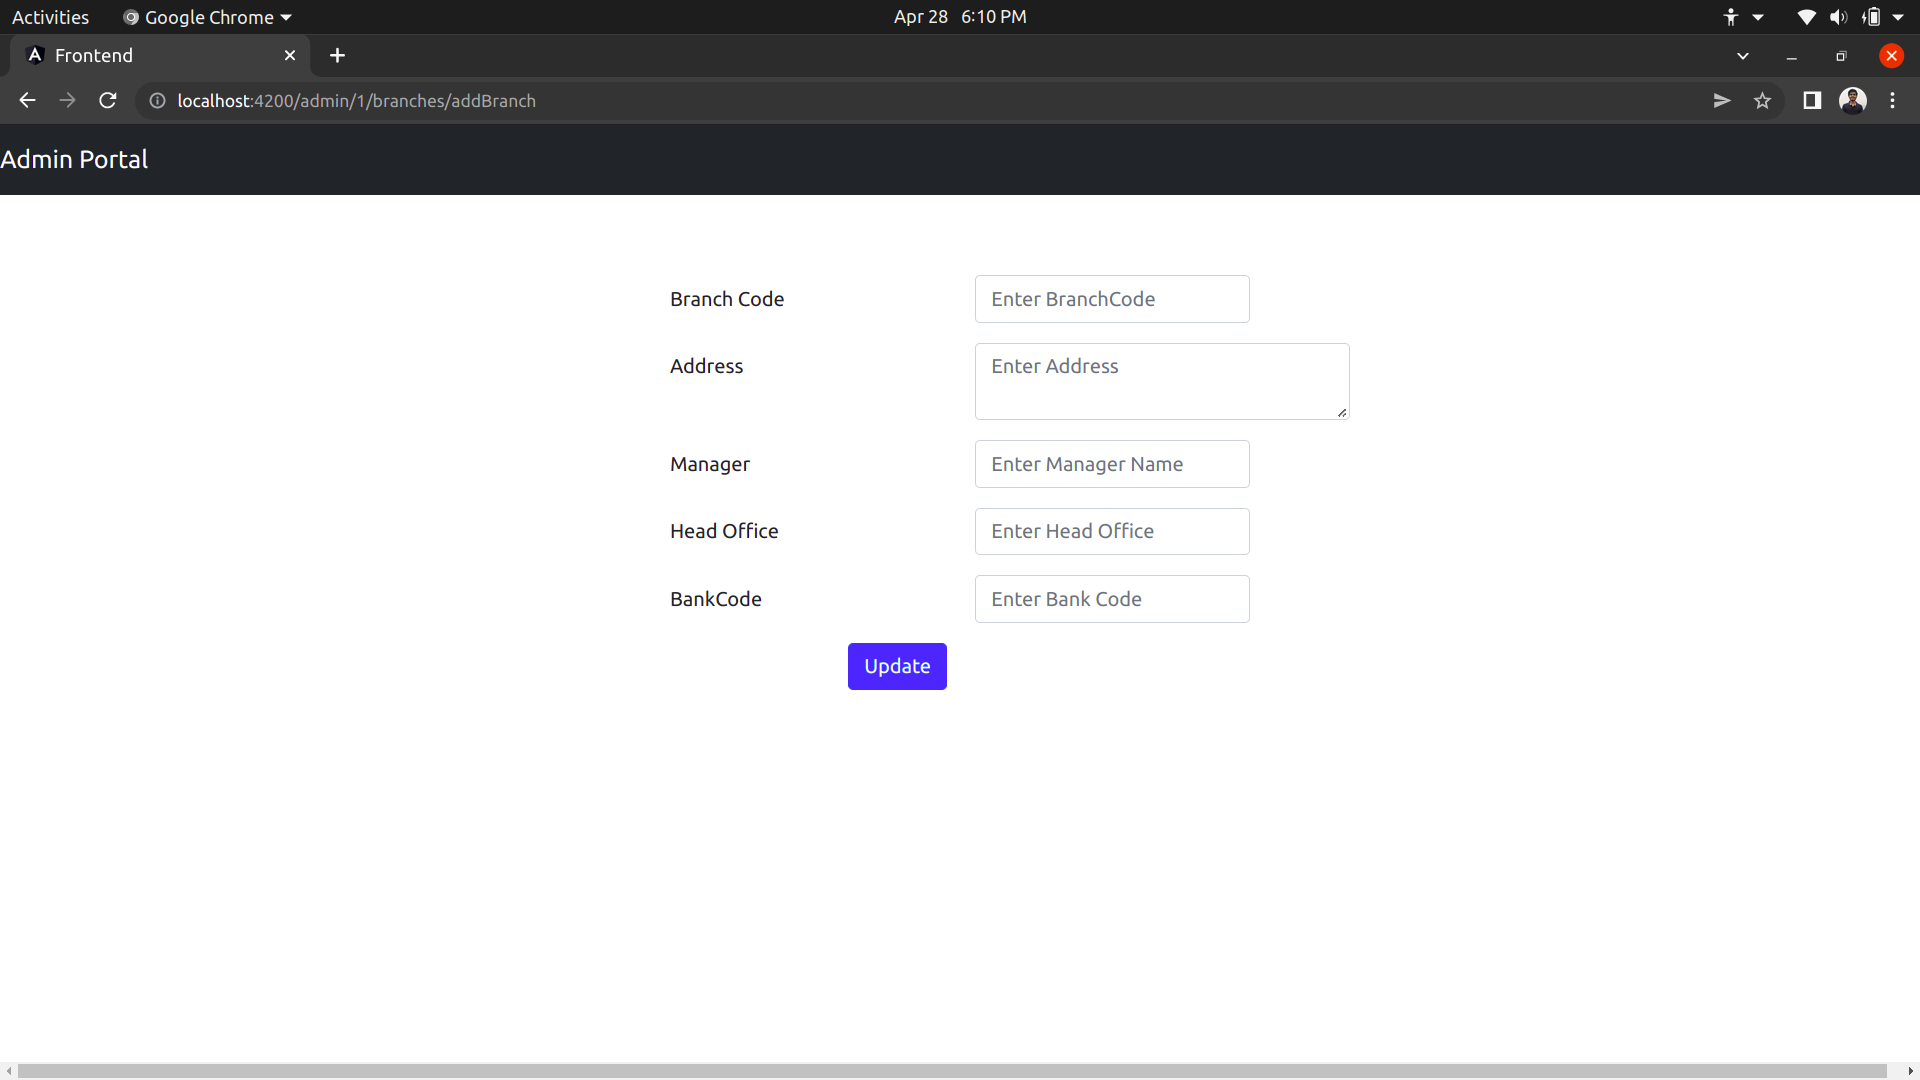 Activities Google Chrome Apr 28 6:10 PM
Frontend
localhost:4200/admin/1/branches/addBranch
Admin Portal
Branch Code Enter BranchCode
Address Enter Address
Manager Enter Manager Name
Head Office Enter Head Office
BankCode Enter Bank Code
Update